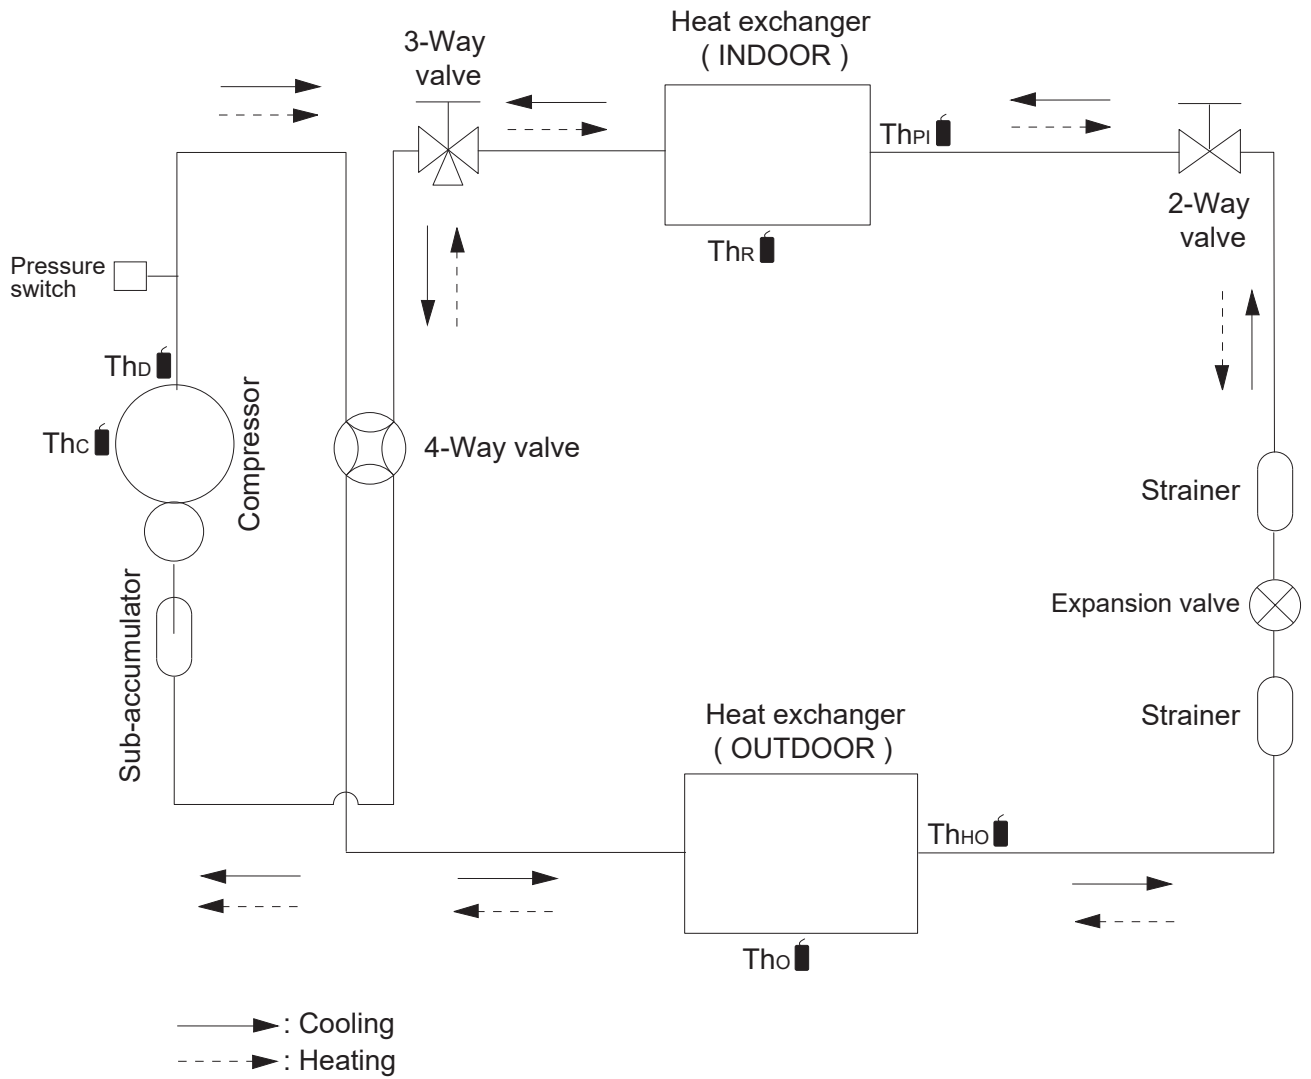 Heat exchanger
( INDOOR )
3-Way
valve
ThPI
2-Way
valve
ThR
Pressure
switch
ThD
Compressor
ThC
4-Way valve
Strainer
Sub-accumulator
Expansion valve
Heat exchanger
( OUTDOOR )
Strainer
ThHO
ThO
: Cooling
: Heating